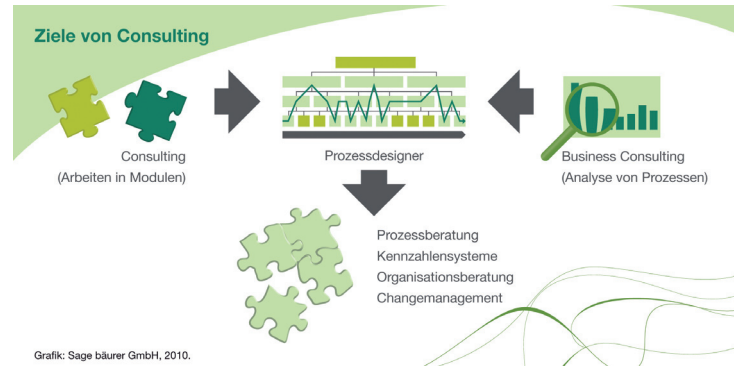 Ziele von Consulting
Consulting
(Arbeiten in Modulen)
Prozessdesigner
Business Consulting
(Analyse von Prozessen)
Prozessberatung
Kennzahlensysteme
Organisationsberatung
Changemanagement
Grafik: Sage bäurer GmbH, 2010.